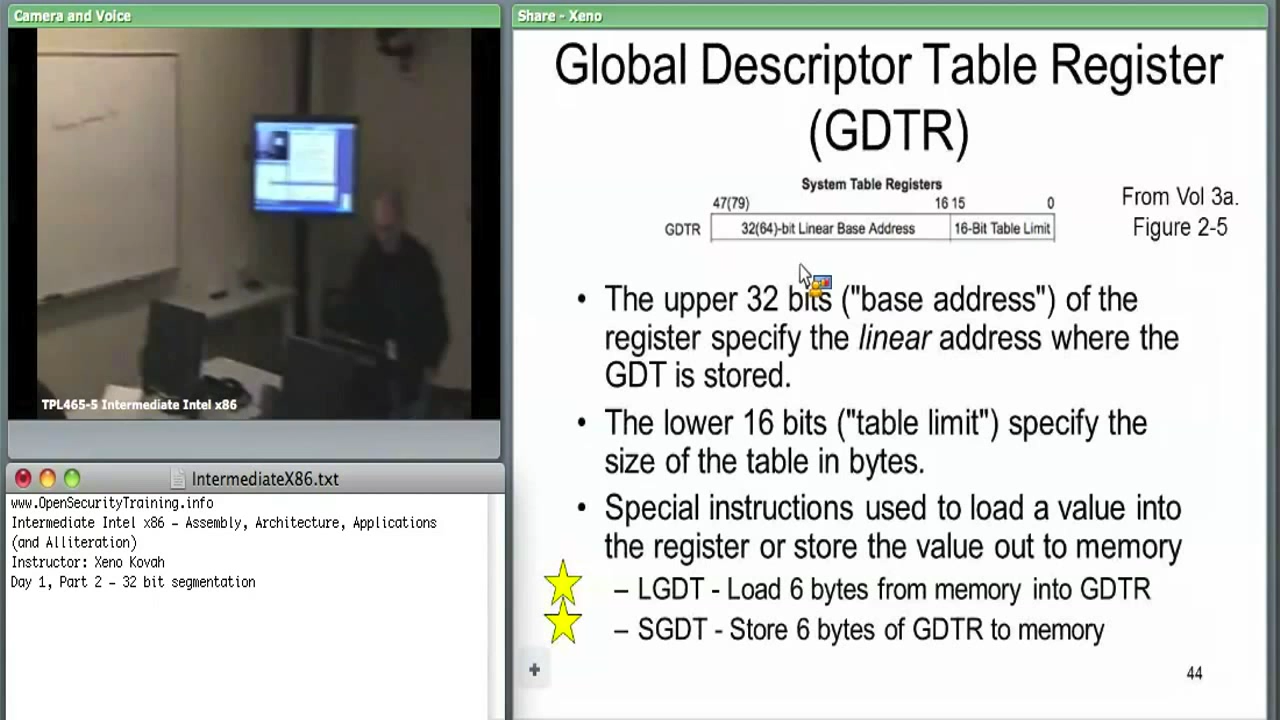 Camera and Voice
TPL465-5 Intermediate Intel x86
IntermediateX86.txt
www.OpenSecurityTraining.info
Intermediate Intel x86 – Assembly, Architecture, Applications
(and Alliteration)
Instructor: Xeno Kovah
Day 1, Part 2 – 32 bit segmentation
Share - Xeno
Global Descriptor Table Register
(GDTR)
System Table Registers
47(79) 16 15 0
GDTR 32(64)-bit Linear Base Address 16-Bit Table Limit
From Vol 3a.
Figure 2-5
• The upper 32 bits ("base address") of the
register specify the linear address where the
GDT is stored.
• The lower 16 bits ("table limit") specify the
size of the table in bytes.
• Special instructions used to load a value into
the register or store the value out to memory
– LGDT - Load 6 bytes from memory into GDTR
– SGDT - Store 6 bytes of GDTR to memory
44